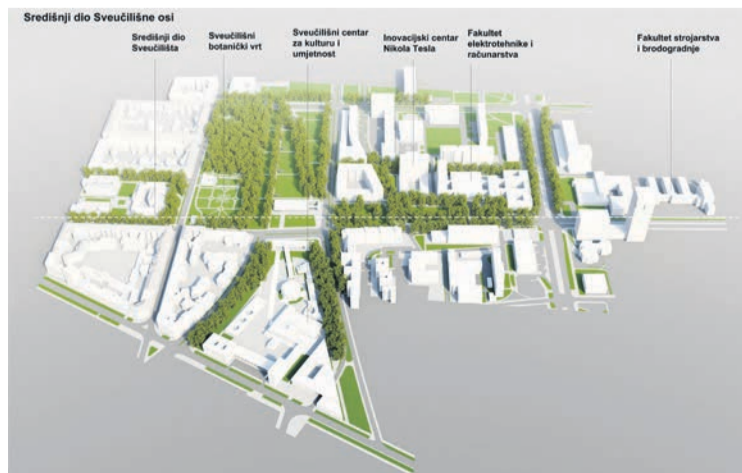 Središnji dio Sveučilišne osi
Središnji dio
Sveučilišta
Sveučilišni
botanički vrt
Sveučilišni centar
za kulturu i
umjetnost
Inovacijski centar
Nikola Tesla
Fakultet
elektrotehnike i
računarstva
Fakultet strojarstva
i brodogradnje